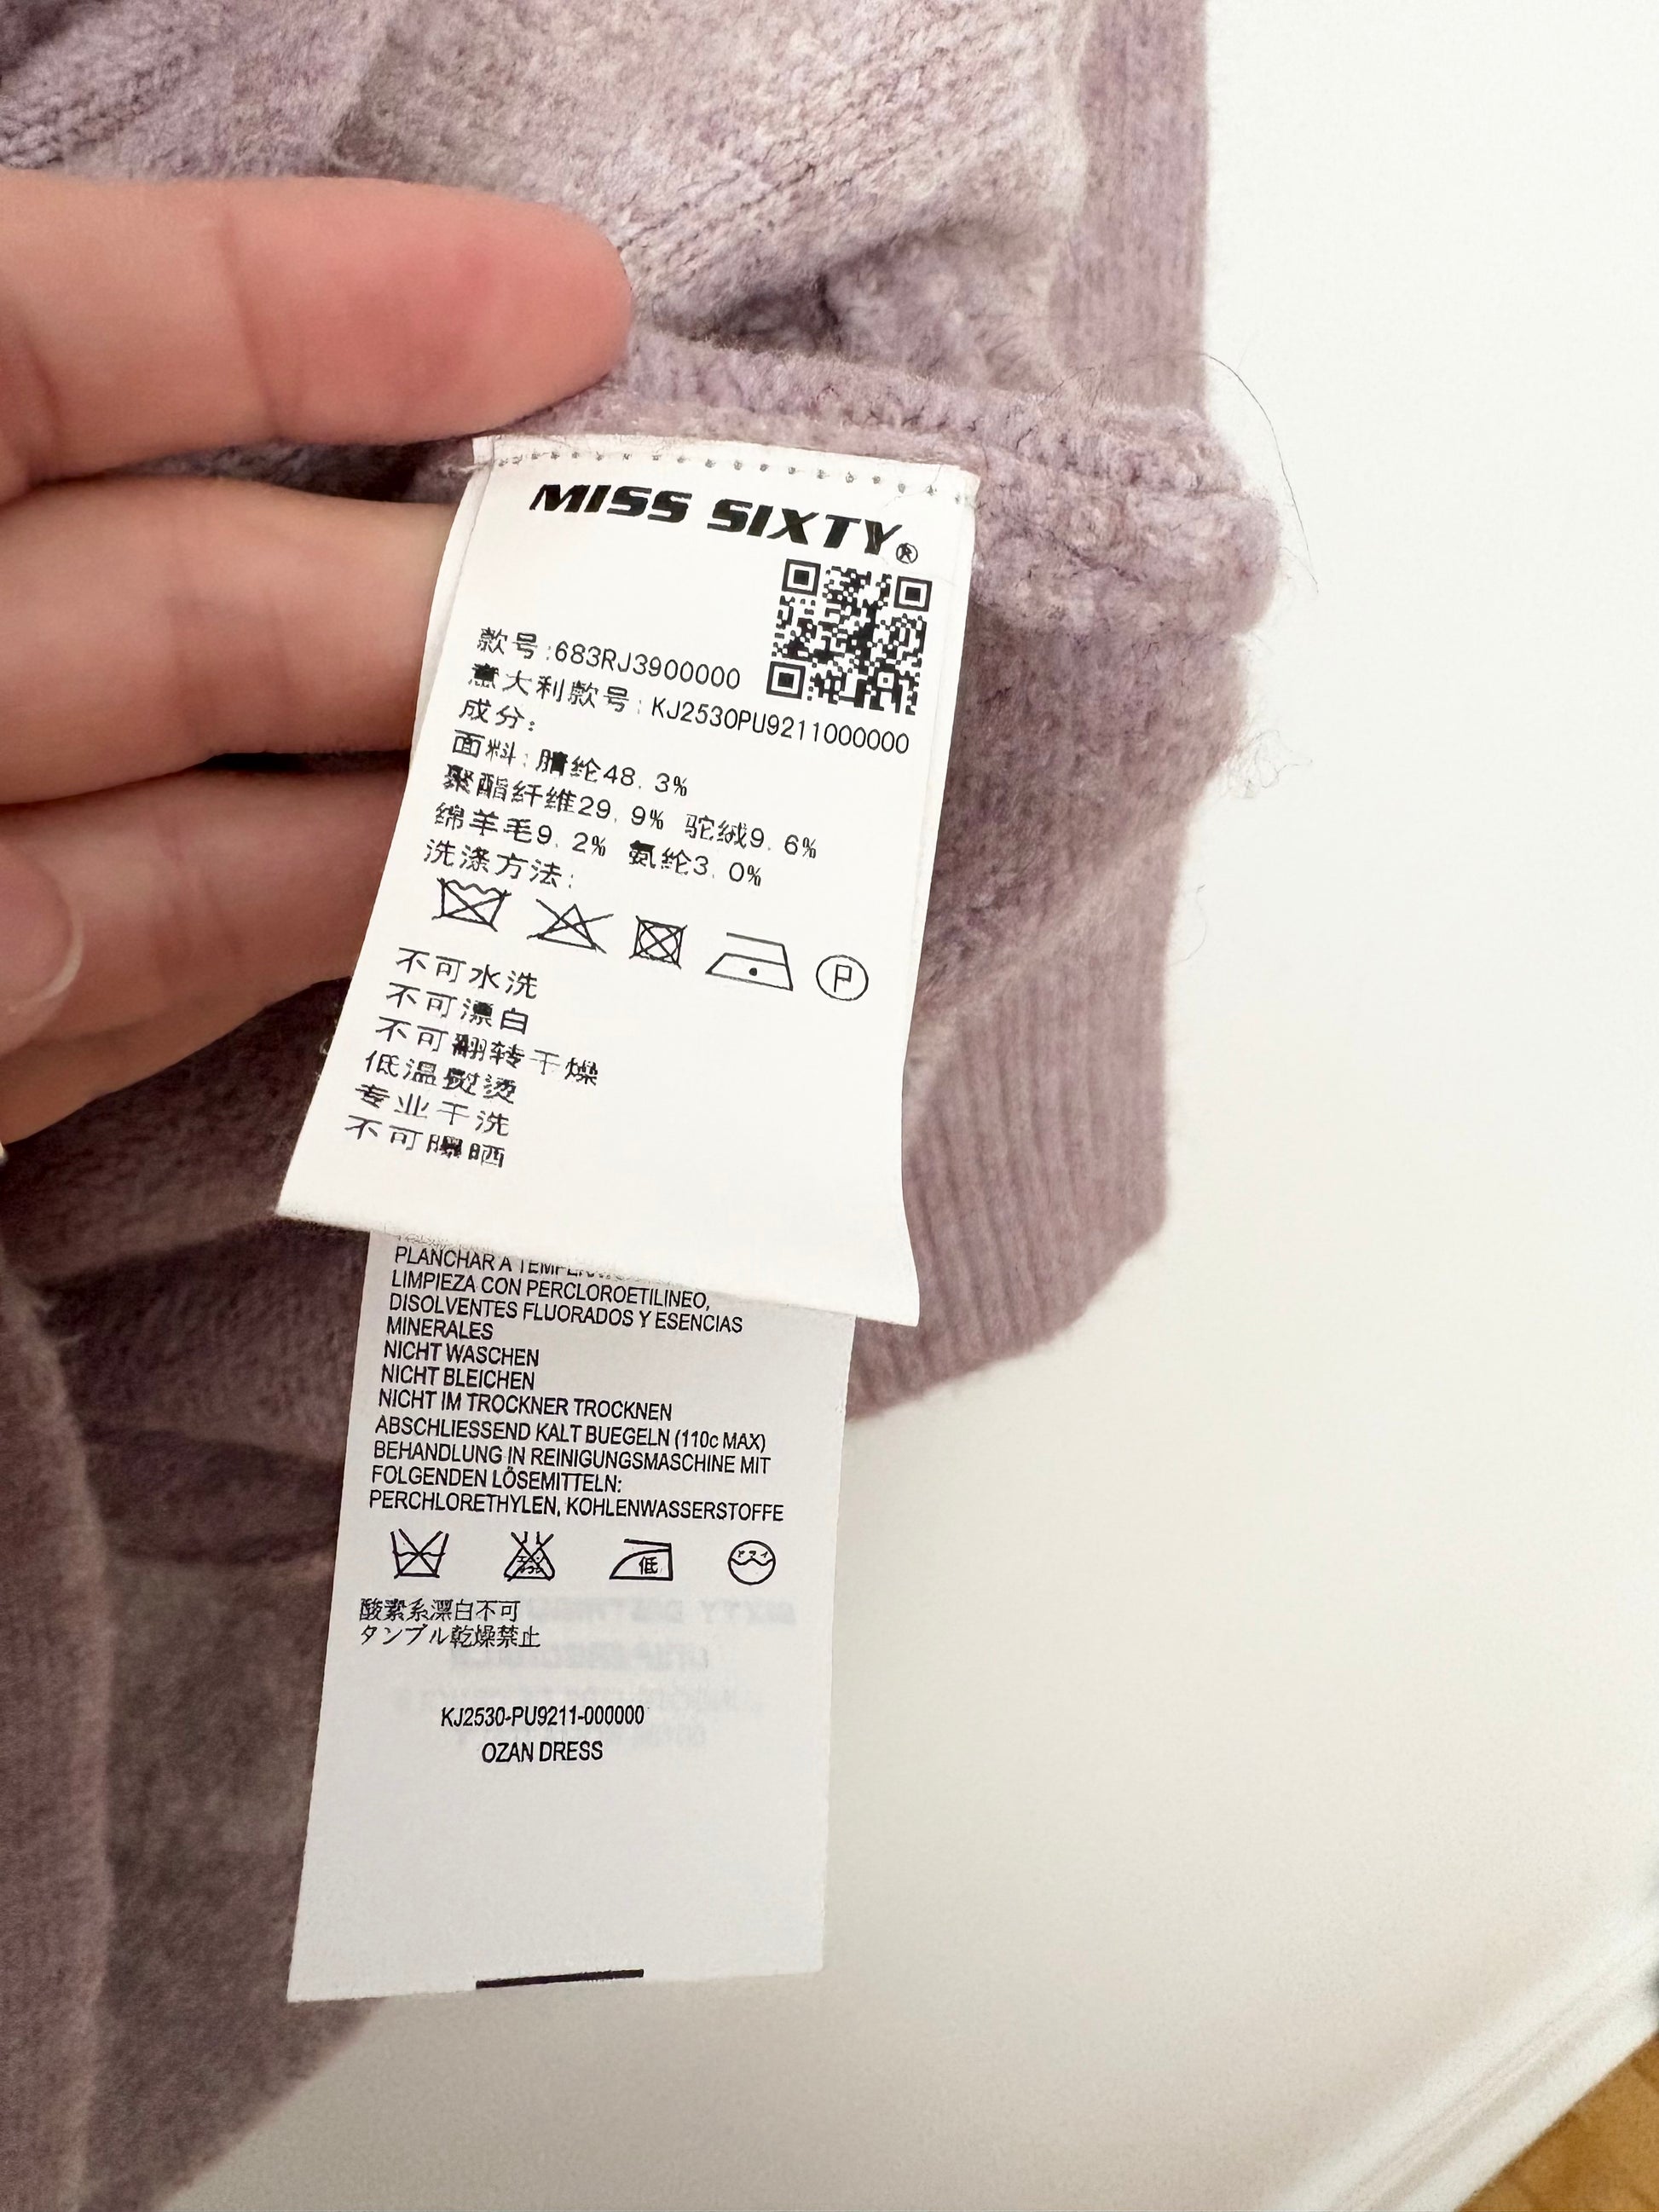 MISS SIXTY®
款号:683RJ3900000
意大利款号:KJ2530PU9211000000
成分:
面料:腈纶48.3%
聚酯纤维29.9% 驼绒9.6%
绵羊毛9.2% 氨纶3.0%
洗涤方法:
P
不可水洗
不可漂白
不可翻转干燥
低温熨烫
专业干洗
不可曝晒
PLANCHAR A
LIMPIEZA CON PERCLOROETILINEO,
DISOLVENTES FLUORADOS Y ESENCIAS
MINERALES
NICHT WASCHEN
NICHT BLEICHEN
NICHT IM TROCKNER TROCKNEN
ABSCHLIESSEND KALT BUEGELN (110c MAX)
BEHANDLUNG IN REINIGUNGSMASCHINE MIT
FOLGENDEN LÖSEMITTELN:
PERCHLORETHYLEN, KOHLENWASSERSTOFFE
低 ドライ
酸素系漂白不可
タンブル乾燥禁止
KJ2530-PU9211-000000
OZAN DRESS